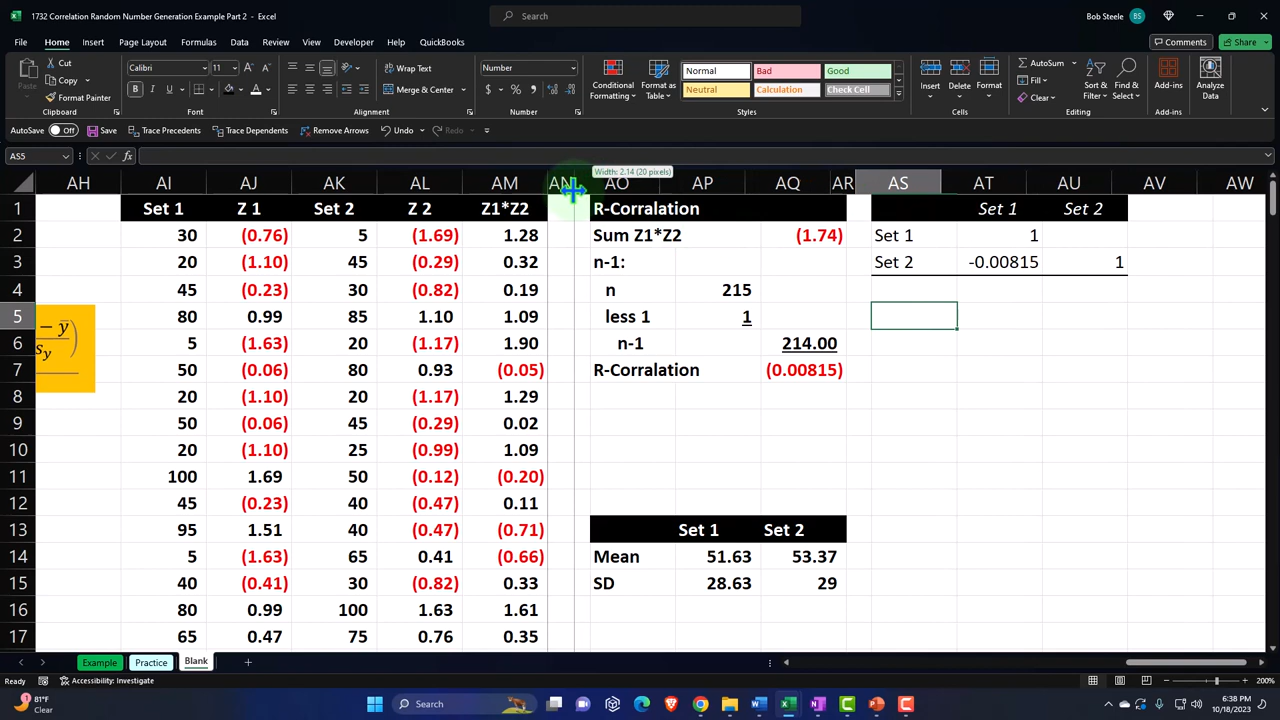 1732 Correlation Random Number Generation Example Part 2 - Excel
Search
Bob Steele BS
File Home Insert Page Layout Formulas Data Review View Developer Automate Help QuickBooks
Comments Share
Paste
Cut
Copy
Format Painter
Clipboard
Calibri 11
Font
Wrap Text
Merge & Center
Alignment
Number
Number
Conditional Formatting
Format as Table
Normal Bad Good
Neutral Calculation Check Cell
Styles
Insert Delete Format
Cells
AutoSum
Fill
Clear
Sort & Filter
Find & Select
Editing
Add-ins
Add-ins
Analyze Data
AutoSave Off Save Trace Precedents Trace Dependents Remove Arrows Undo Redo
AS5 fx
Width: 2.14 (20 pixels)
AH AI AJ AK AL AM AN AO AP AQ AR AS AT AU AV AW
1 Set 1 Z 1 Set 2 Z 2 Z1*Z2 R-Corralation Set 1 Set 2
2 30 (0.76) 5 (1.69) 1.28 Sum Z1*Z2 (1.74) Set 1 1
3 20 (1.10) 45 (0.29) 0.32 n-1: Set 2 -0.00815 1
4 45 (0.23) 30 (0.82) 0.19 n 215
5 80 0.99 85 1.10 1.09 less 1 1
6 5 (1.63) 20 (1.17) 1.90 n-1 214.00
7 50 (0.06) 80 0.93 (0.05) R-Corralation (0.00815)
8 20 (1.10) 20 (1.17) 1.29
9 50 (0.06) 45 (0.29) 0.02
10 20 (1.10) 25 (0.99) 1.09
11 100 1.69 50 (0.12) (0.20)
12 45 (0.23) 40 (0.47) 0.11
13 95 1.51 40 (0.47) (0.71) Set 1 Set 2
14 5 (1.63) 65 0.41 (0.66) Mean 51.63 53.37
15 40 (0.41) 30 (0.82) 0.33 SD 28.63 29
16 80 0.99 100 1.63 1.61
17 65 0.47 75 0.76 0.35
− y̅
s_y
Example Practice Blank
Ready Accessibility: Investigate 200%
81°F
Clear
Search
6:38 PM
10/18/2023